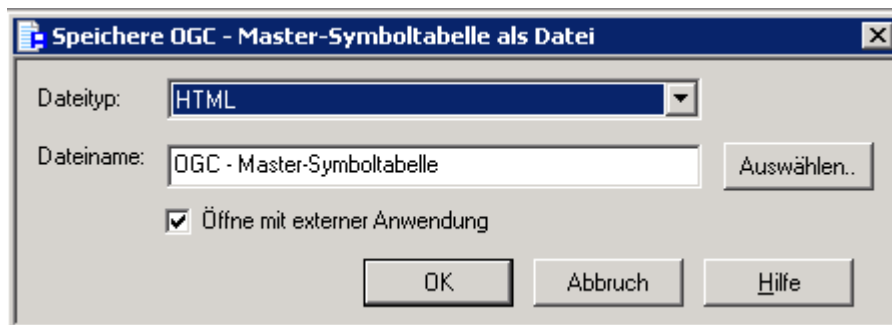 Speichere OGC - Master-Symboltabelle als Datei
Dateityp: HTML
Dateiname: OGC - Master-Symboltabelle Auswählen..
Öffne mit externer Anwendung
OK Abbruch Hilfe